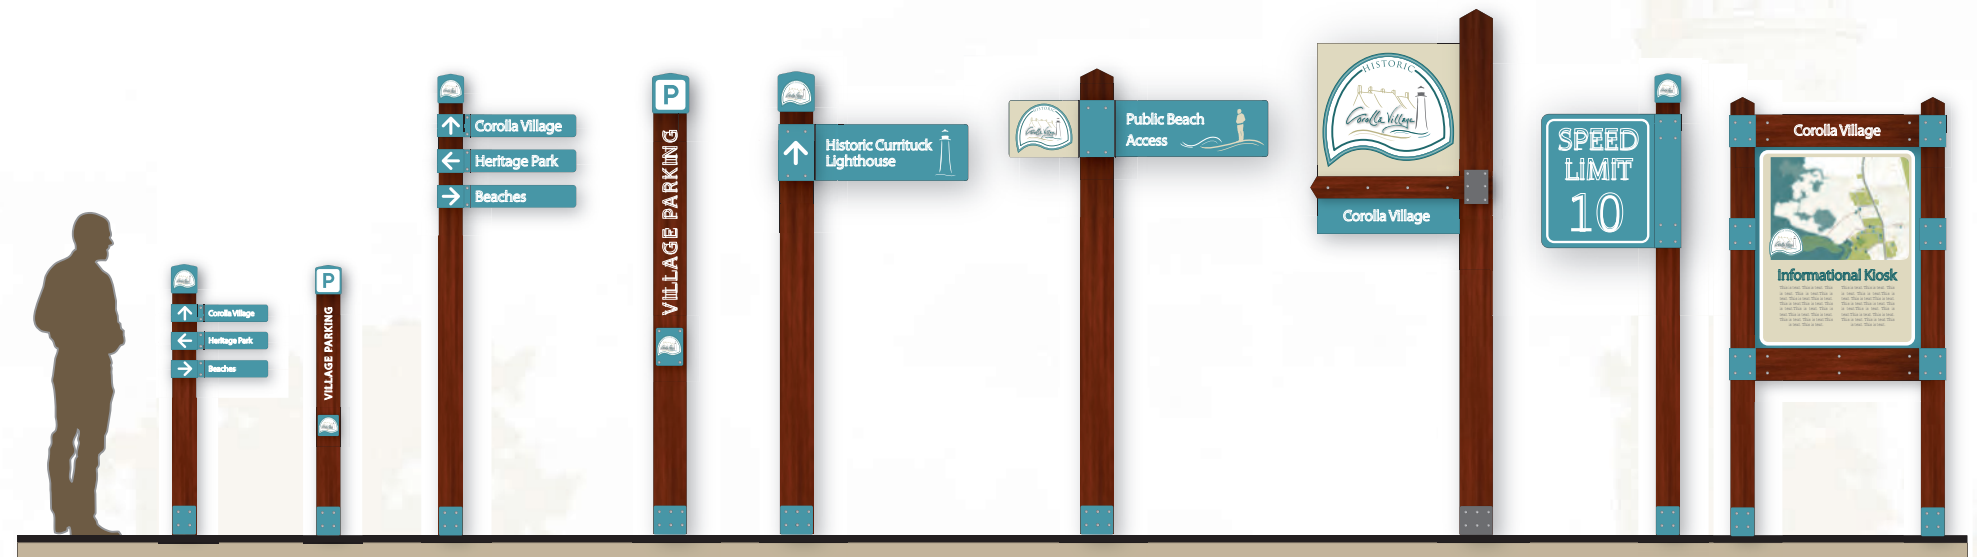 Corolla Village
Heritage Park
Beaches
P
VILLAGE PARKING
Corolla Village
Heritage Park
Beaches
P
VILLAGE PARKING
Historic Currituck
Lighthouse
Public Beach
Access
HISTORIC
Corolla Village
Corolla Village
SPEED
LIMIT
10
Corolla Village
Informational Kiosk